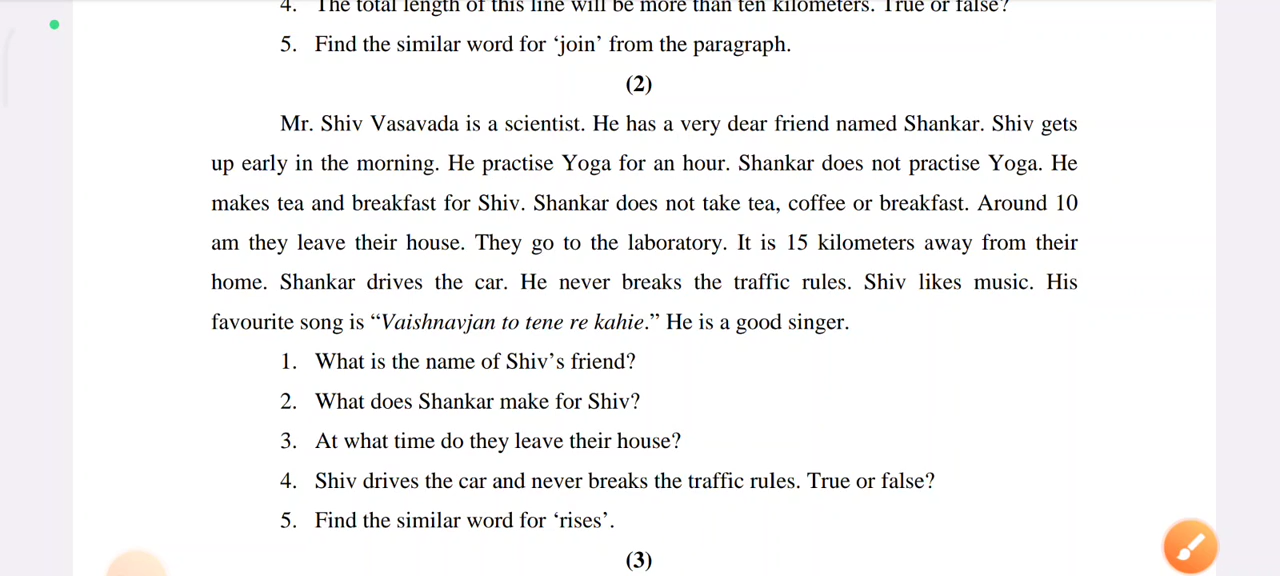 4. The total length of this line will be more than ten kilometers. True or false?
5. Find the similar word for ‘join’ from the paragraph.
(2)
Mr. Shiv Vasavada is a scientist. He has a very dear friend named Shankar. Shiv gets
up early in the morning. He practise Yoga for an hour. Shankar does not practise Yoga. He
makes tea and breakfast for Shiv. Shankar does not take tea, coffee or breakfast. Around 10
am they leave their house. They go to the laboratory. It is 15 kilometers away from their
home. Shankar drives the car. He never breaks the traffic rules. Shiv likes music. His
favourite song is “Vaishnavjan to tene re kahie.” He is a good singer.
1. What is the name of Shiv’s friend?
2. What does Shankar make for Shiv?
3. At what time do they leave their house?
4. Shiv drives the car and never breaks the traffic rules. True or false?
5. Find the similar word for ‘rises’.
(3)